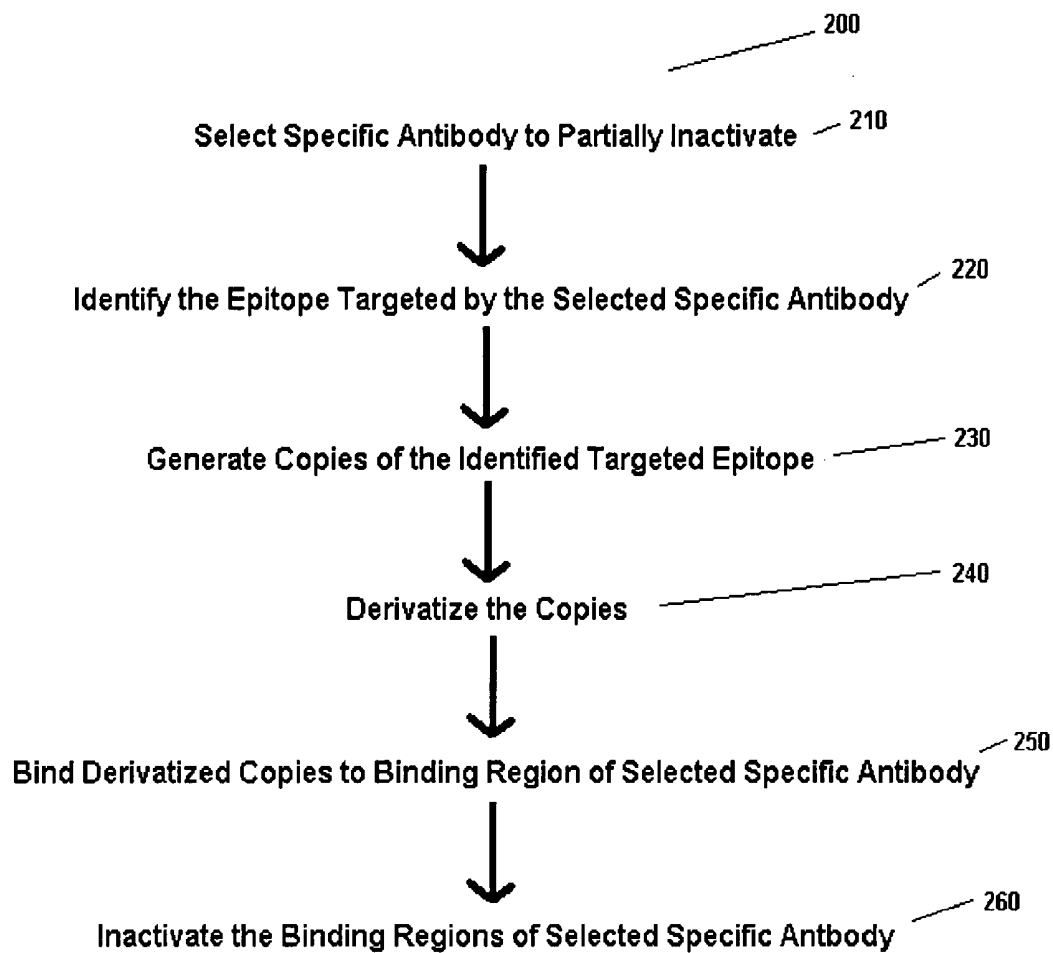 200
Select Specific Antibody to Partially Inactivate 210
Identify the Epitope Targeted by the Selected Specific Antibody 220
Generate Copies of the Identified Targeted Epitope 230
Derivatize the Copies 240
Bind Derivatized Copies to Binding Region of Selected Specific Antibody 250
Inactivate the Binding Regions of Selected Specific Antbody 260